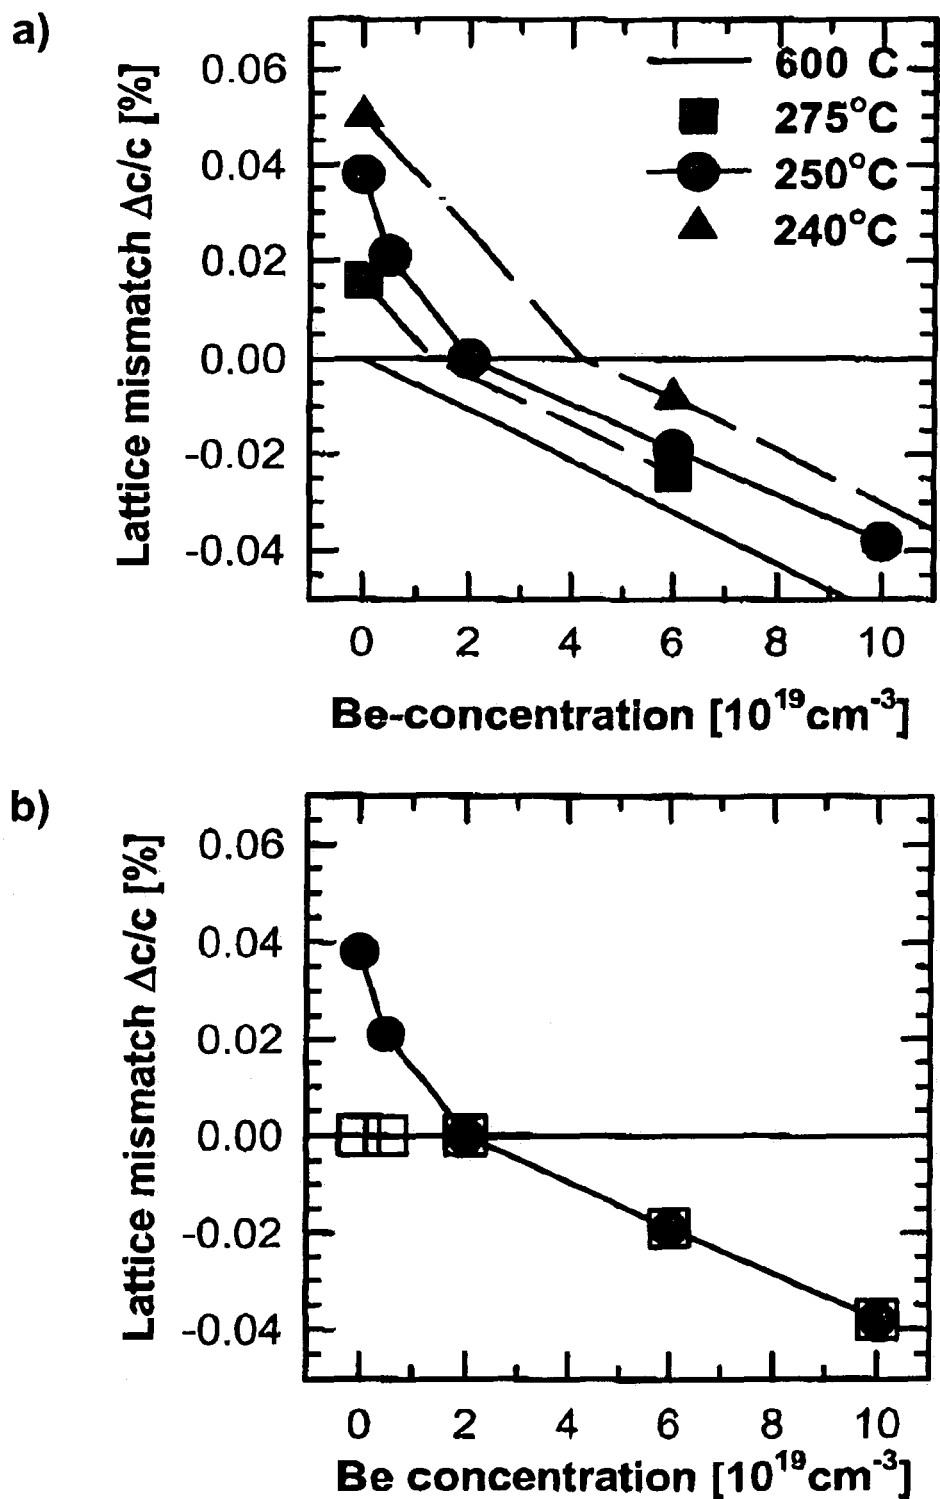 a)
Lattice mismatch Δc/c [%]
0.06
0.04
0.02
0.00
-0.02
-0.04
600 C
275°C
250°C
240°C
0 2 4 6 8 10
Be-concentration [10¹⁹cm⁻³]
b)
Lattice mismatch Δc/c [%]
0.06
0.04
0.02
0.00
-0.02
-0.04
0 2 4 6 8 10
Be concentration [10¹⁹cm⁻³]